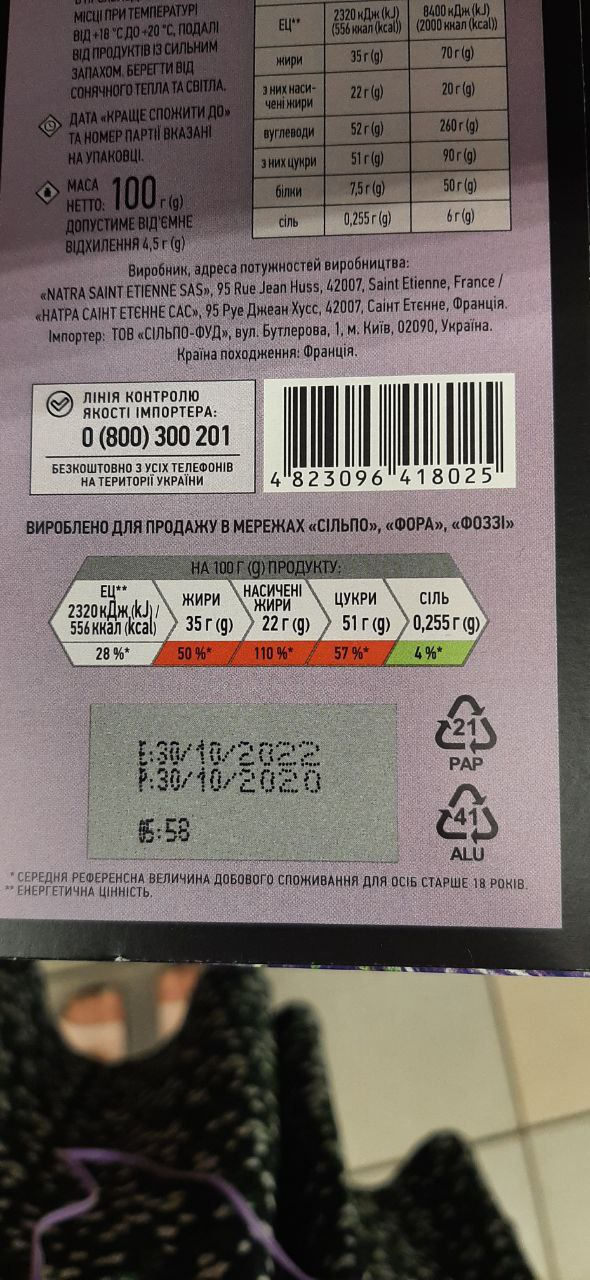 МІСЦІ ПРИ ТЕМПЕРАТУРІ
ВІД +18 °C ДО +20 °C, ПОДАЛІ
ВІД ПРОДУКТІВ ІЗ СИЛЬНИМ
ЗАПАХОМ. БЕРЕГТИ ВІД
СОНЯЧНОГО ТЕПЛА ТА СВІТЛА.
ДАТА «КРАЩЕ СПОЖИТИ ДО»
ТА НОМЕР ПАРТІЇ ВКАЗАНІ
НА УПАКОВЦІ.
МАСА
НЕТТО: 100 г (g)
ДОПУСТИМЕ ВІД'ЄМНЕ
ВІДХИЛЕННЯ 4,5 г (g)
ЕЦ** 2320 кДж (kJ) (556 ккал (kcal)) 8400 кДж (kJ) (2000 ккал (kcal))
жири 35 г (g) 70 г (g)
з них наси-
чені жири 22 г (g) 20 г (g)
вуглеводи 52 г (g) 260 г (g)
з них цукри 51 г (g) 90 г (g)
білки 7,5 г (g) 50 г (g)
сіль 0,255 г (g) 6 г (g)
Виробник, адреса потужностей виробництва:
«NATRA SAINT ETIENNE SAS», 95 Rue Jean Huss, 42007, Saint Etienne, France /
«НАТРА САІНТ ЕТЄННЕ САС», 95 Руе Джеан Хусс, 42007, Саінт Етєнне, Франція.
Імпортер: ТОВ «СІЛЬПО-ФУД», вул. Бутлерова, 1, м. Київ, 02090, Україна.
Країна походження: Франція.
ЛІНІЯ КОНТРОЛЮ
ЯКОСТІ ІМПОРТЕРА:
0 (800) 300 201
БЕЗКОШТОВНО З УСІХ ТЕЛЕФОНІВ
НА ТЕРИТОРІЇ УКРАЇНИ
4 823096 418025
ВИРОБЛЕНО ДЛЯ ПРОДАЖУ В МЕРЕЖАХ «СІЛЬПО», «ФОРА», «ФОЗЗІ»
НА 100 Г (g) ПРОДУКТУ:
ЕЦ**
2320 кДж (kJ) /
556 ккал (kcal)
28 %*
ЖИРИ
35 г (g)
50 %*
НАСИЧЕНІ
ЖИРИ
22 г (g)
110 %*
ЦУКРИ
51 г (g)
57 %*
СІЛЬ
0,255 г (g)
4 %*
E:30/10/2022
P:30/10/2020
05:58
21
PAP
41
ALU
* СЕРЕДНЯ РЕФЕРЕНСНА ВЕЛИЧИНА ДОБОВОГО СПОЖИВАННЯ ДЛЯ ОСІБ СТАРШЕ 18 РОКІВ.
** ЕНЕРГЕТИЧНА ЦІННІСТЬ.